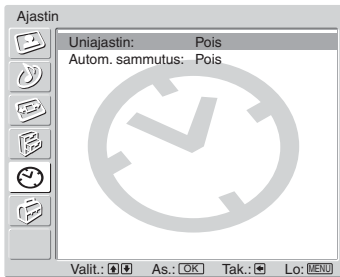 Ajastin
Uniajastin: Pois
Autom. sammutus: Pois
Valit.: As.: OK Tak.: Lo: MENU